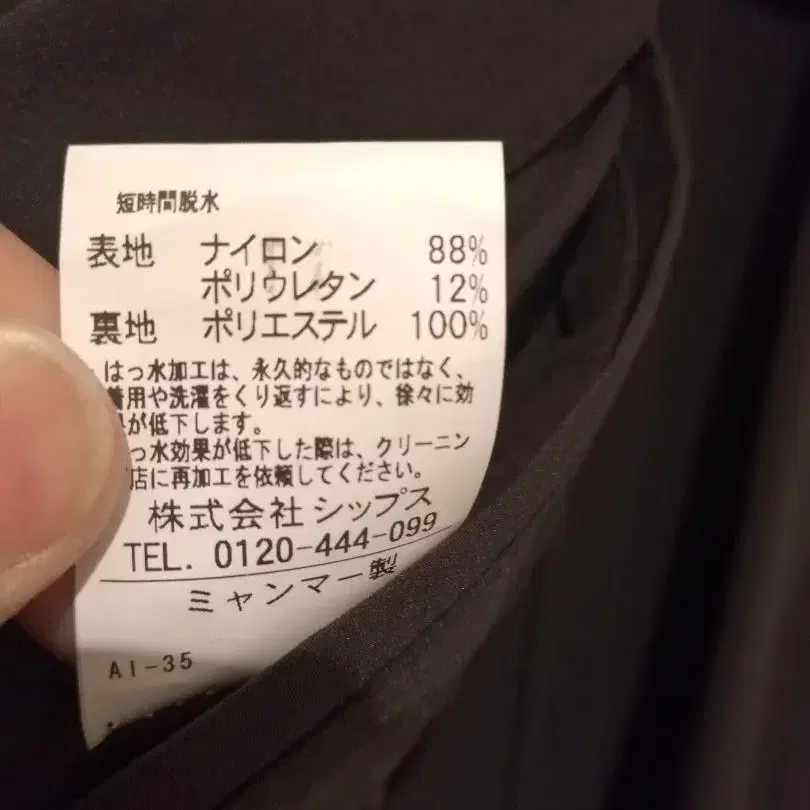 短時間脱水
表地 ナイロン 88%
ポリウレタン 12%
裏地 ポリエステル 100%
はっ水加工は、永久的なものではなく、
着用や洗濯をくり返すにより、徐々に効
が低下します。
っ水効果が低下した際は、クリーニン
店に再加工を依頼してください。
株式会社 シップス
TEL. 0120-444-099
ミャンマー製
AI-35